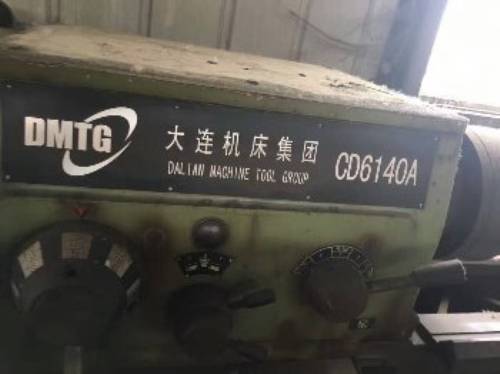 DMTG
大连机床集团
DALIAN MACHINE TOOL GROUP
CD6140A